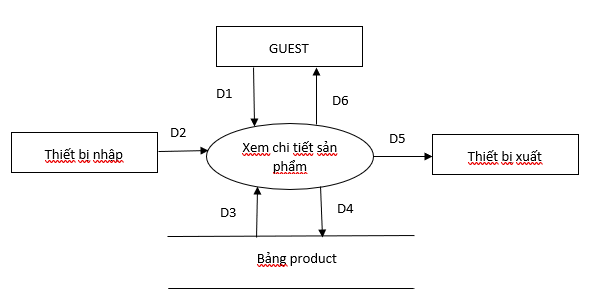 GUEST
D1
D6
D2
D5
Thiết bị nhập
Xem chi tiết sản
phẩm
Thiết bị xuất
D3
D4
Bảng product